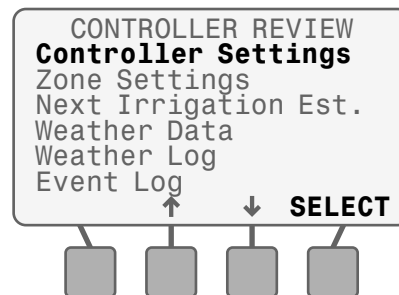 CONTROLLER REVIEW
Controller Settings
Zone Settings
Next Irrigation Est.
Weather Data
Weather Log
Event Log
↑ ↓ SELECT